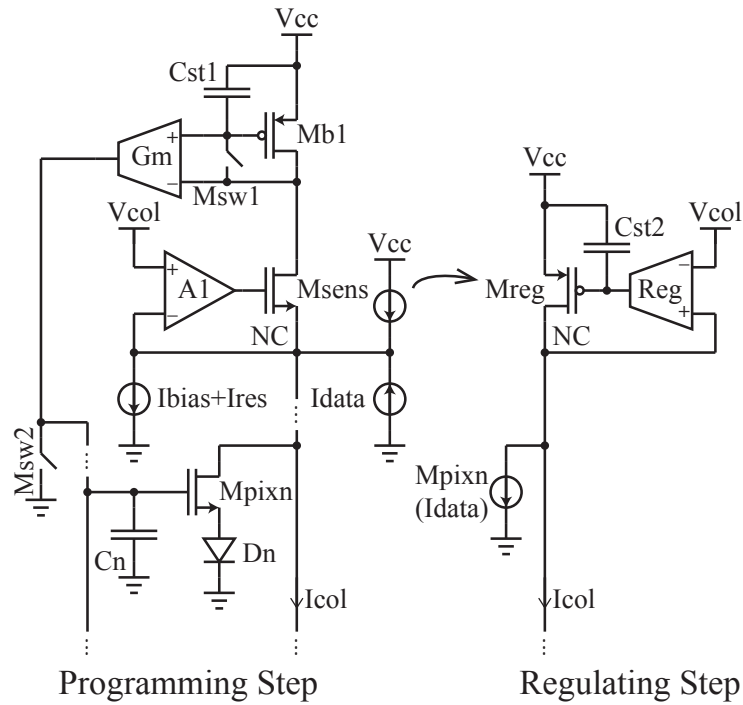 Vcc
Cst1
+
Gm
Mb1
−
Msw1
Vcc
Vcol
Vcol
Cst2
Vcc
+
A1
Msens
Mreg
−
Reg
−
NC
NC
+
Ibias+Ires
Idata
Msw2
Mpixn
Mpixn
(Idata)
Cn
Dn
Icol
Icol
Programming Step
Regulating Step